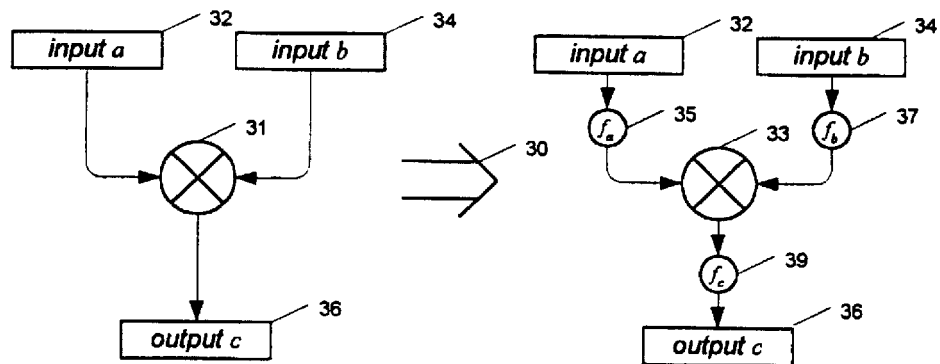 32
34
input a
input b
31
36
output c
30
32
34
input a
input b
35
33
37
f_a
f_b
39
f_c
36
output c